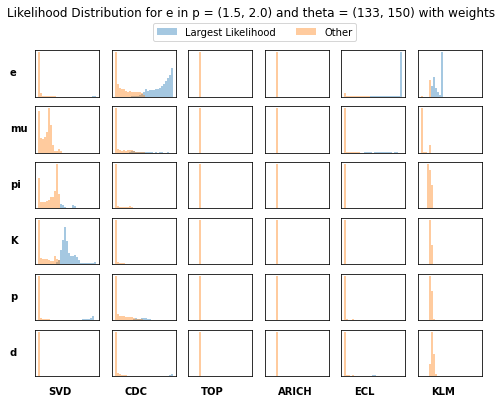 Likelihood Distribution for e in p = (1.5, 2.0) and theta = (133, 150) with weights
Largest Likelihood Other
e
mu
pi
K
p
d
SVD CDC TOP ARICH ECL KLM